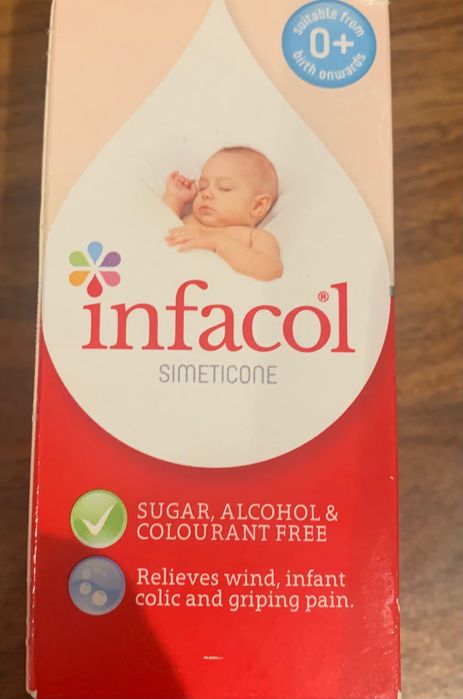 suitable from
0+
birth onwards
infacol®
SIMETICONE
SUGAR, ALCOHOL &
COLOURANT FREE
Relieves wind, infant
colic and griping pain.